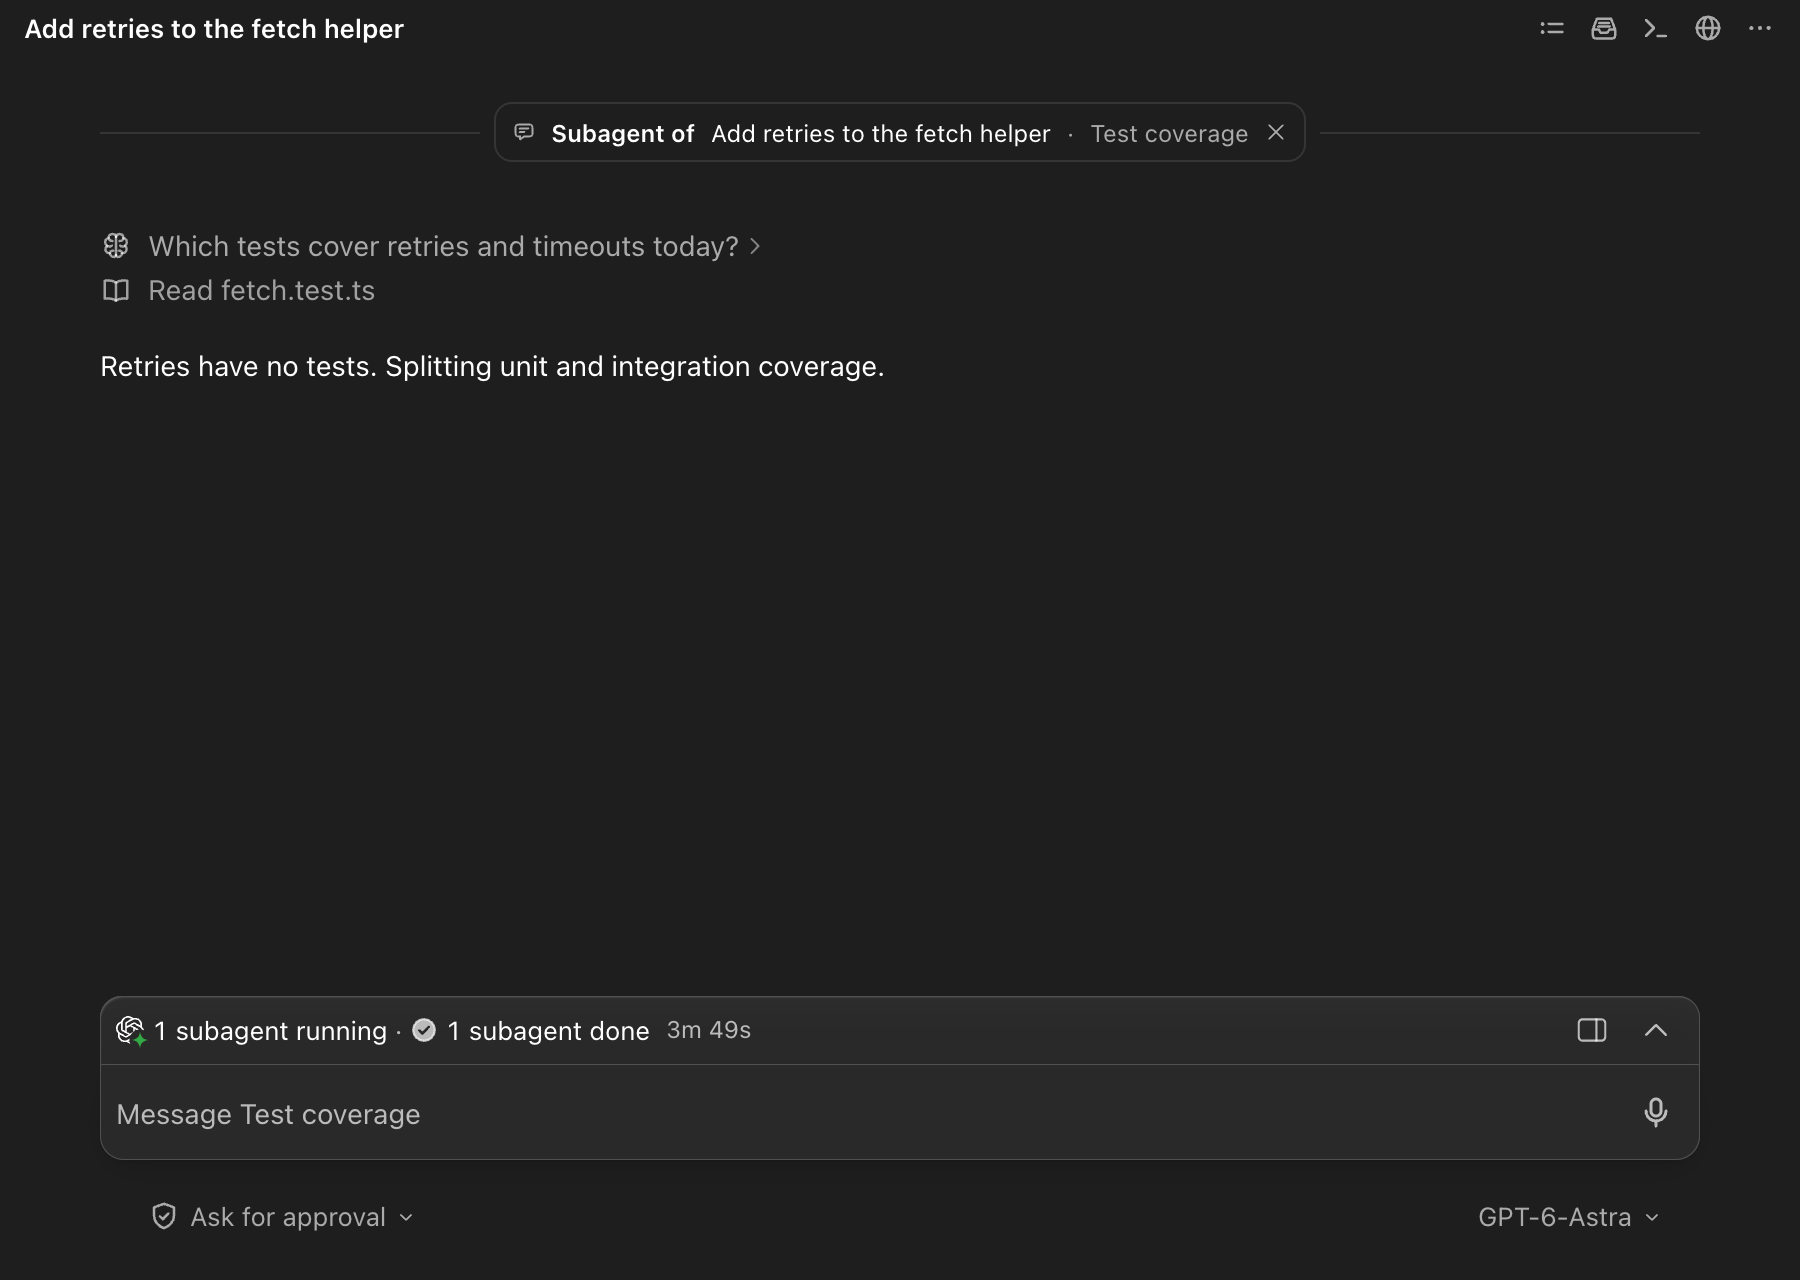 Add retries to the fetch helper
Subagent of Add retries to the fetch helper · Test coverage
Which tests cover retries and timeouts today?
Read fetch.test.ts
Retries have no tests. Splitting unit and integration coverage.
1 subagent running · 1 subagent done 3m 49s
Message Test coverage
Ask for approval
GPT-6-Astra